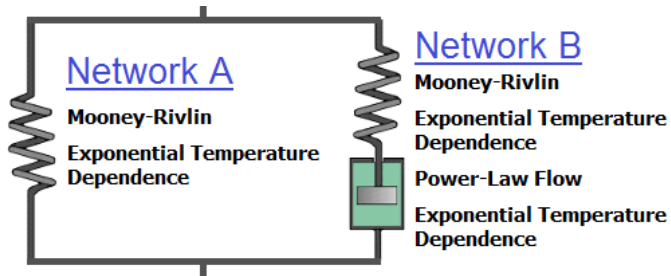 Network A
Mooney-Rivlin
Exponential Temperature
Dependence
Network B
Mooney-Rivlin
Exponential Temperature
Dependence
Power-Law Flow
Exponential Temperature
Dependence